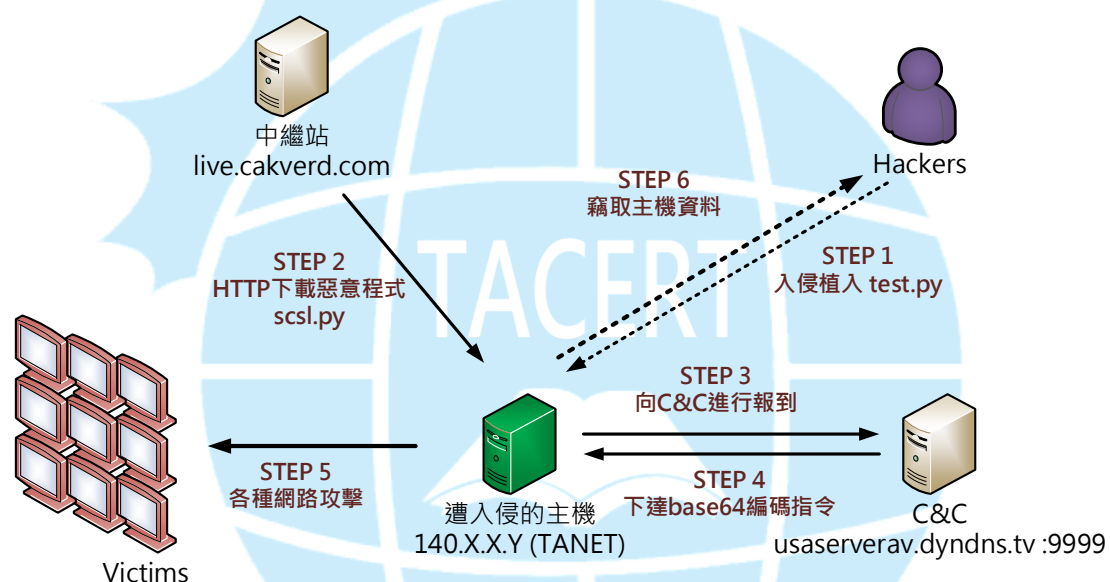 中繼站
live.cakverd.com
Hackers
STEP 6
竊取主機資料
STEP 1
入侵植入 test.py
STEP 2
HTTP下載惡意程式
scsl.py
TACERT
STEP 3
向C&C進行報到
STEP 4
下達base64編碼指令
STEP 5
各種網路攻擊
遭入侵的主機
140.X.X.Y (TANET)
C&C
usaserverav.dyndns.tv :9999
Victims